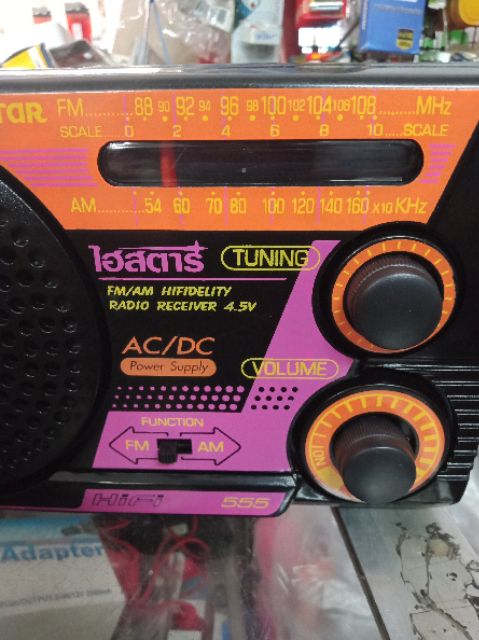 TAR FM...........88 90 92 94 96 98 100 102 104 106 108..........MHz
SCALE 0 2 4 6 8 10.....SCALE
AM............54 60 70 80 100 120 140 160 x10 KHz
ไฮสตาร์ TUNING
FM/AM HIFIDELITY
RADIO RECEIVER 4.5V
AC/DC
Power Supply
VOLUME
FUNCTION
FM AM
HiFi 555
Adapter